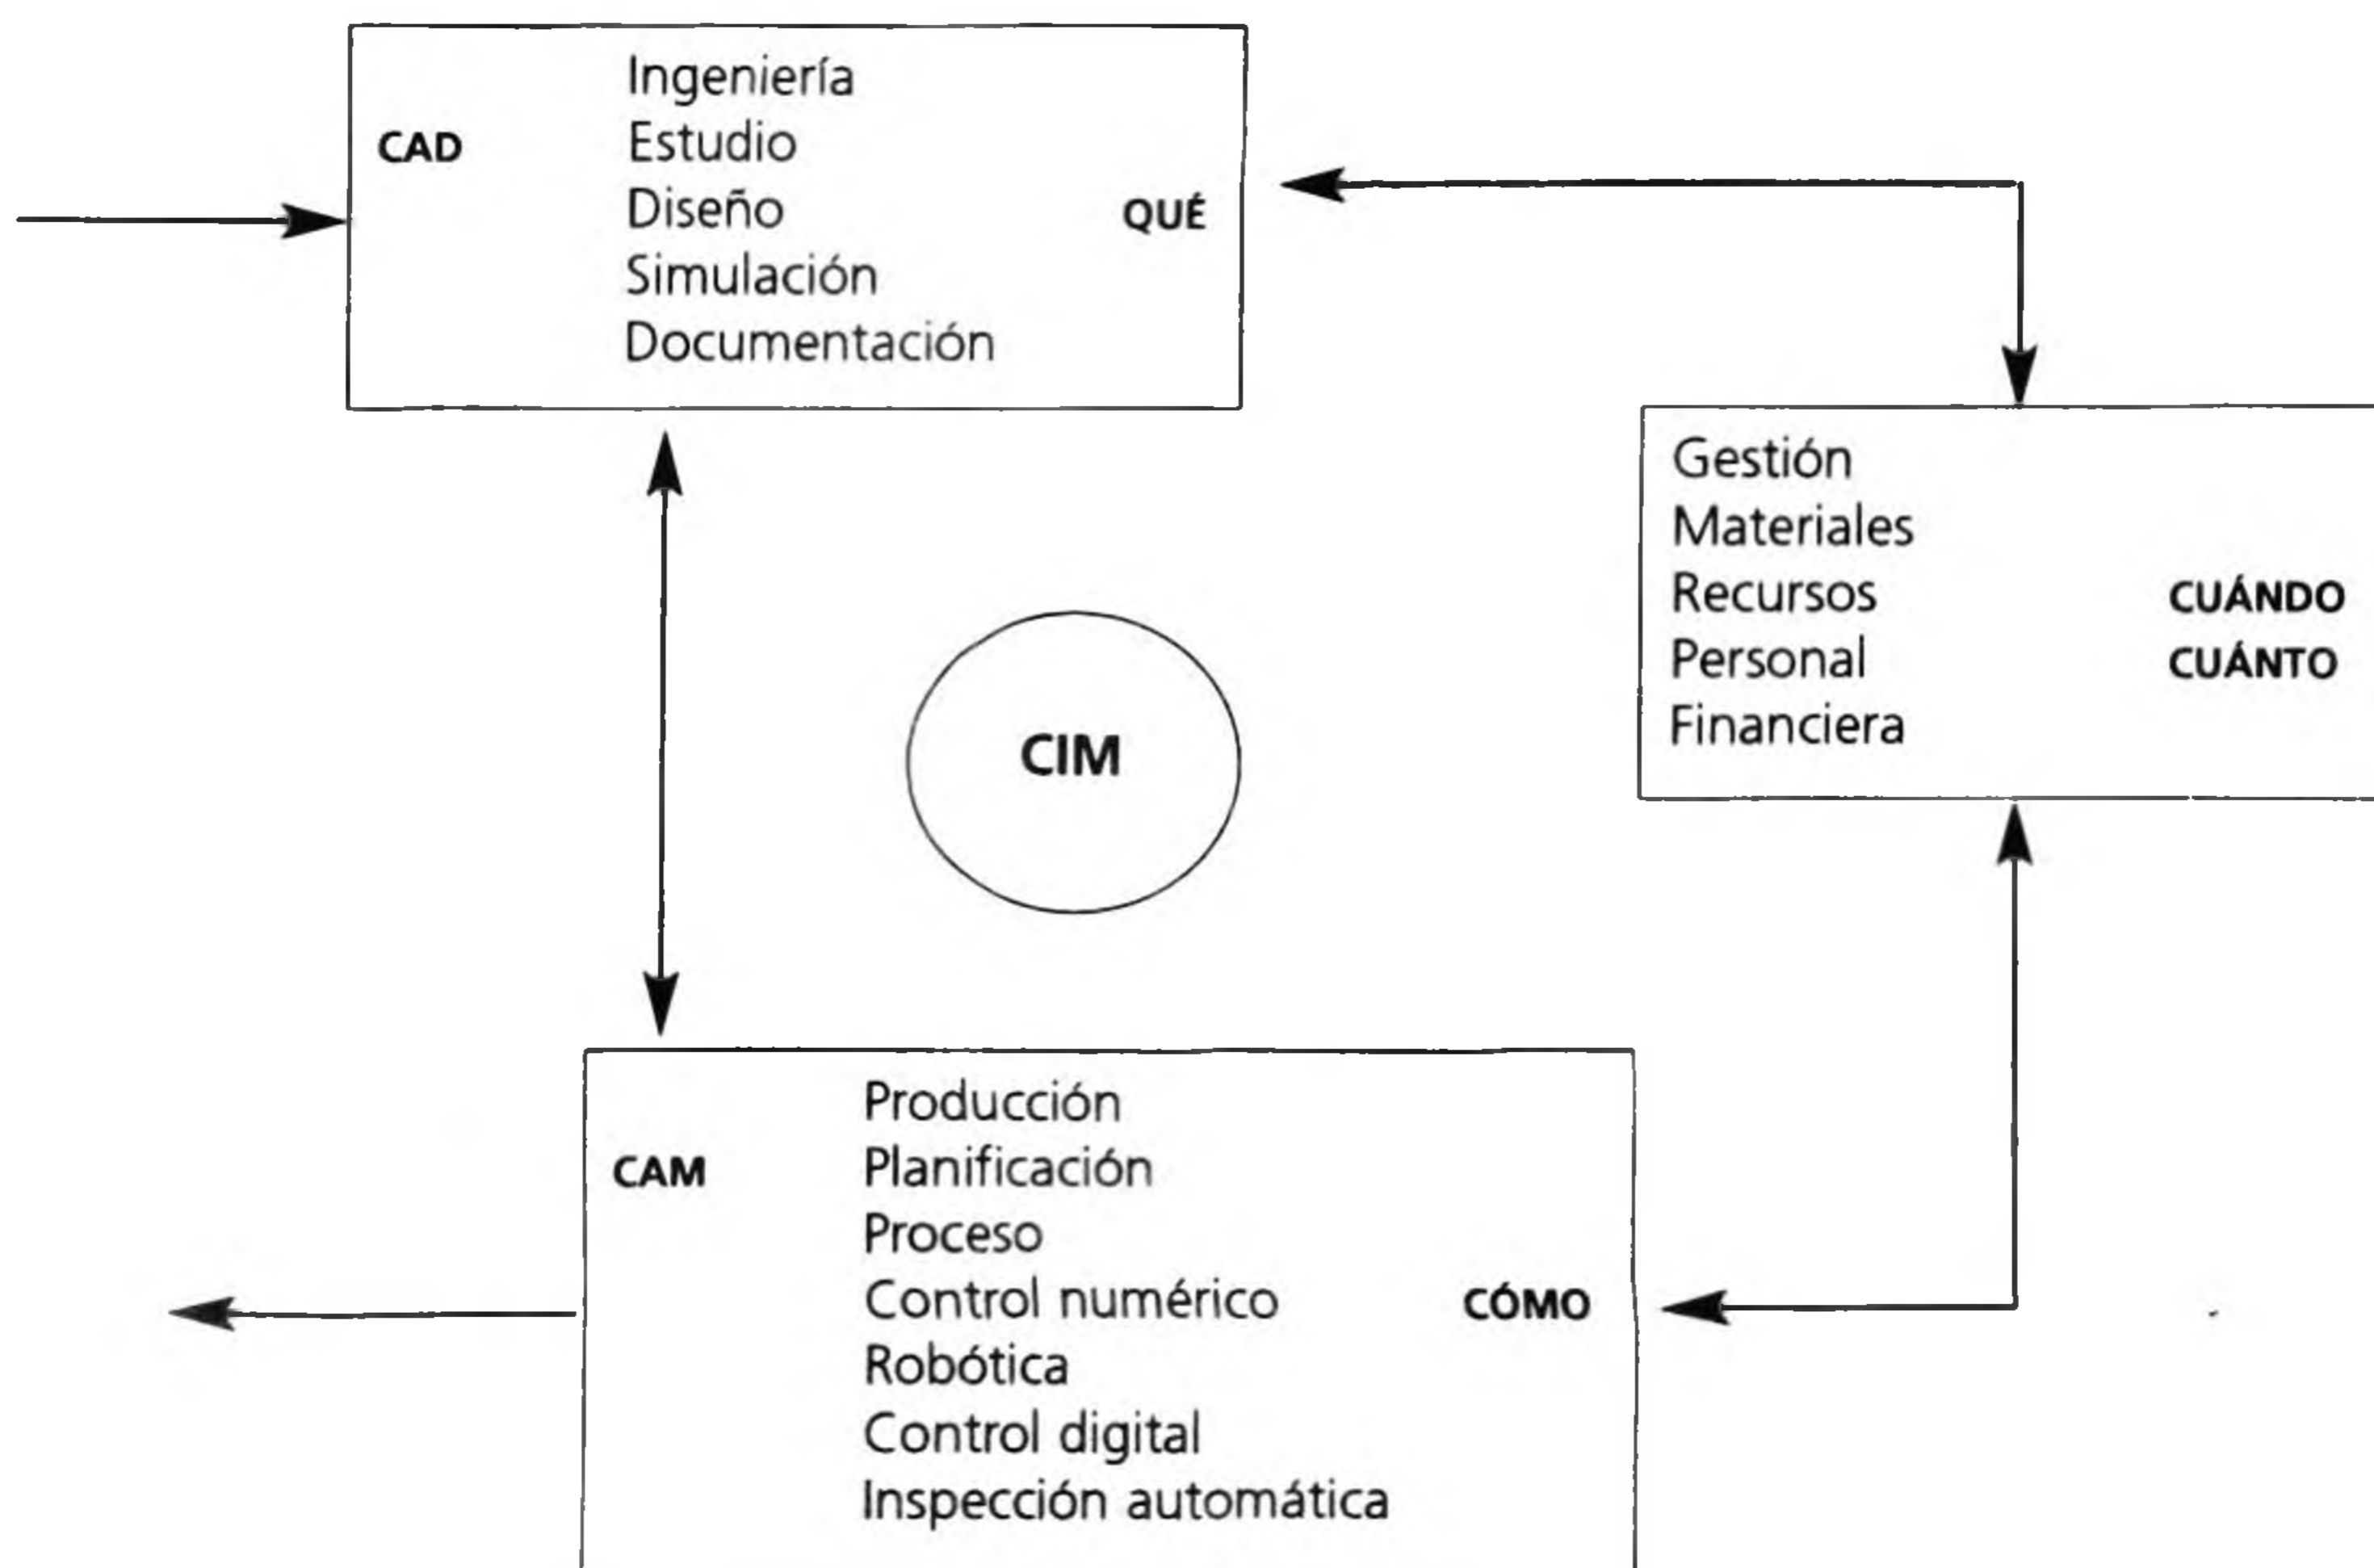 Ingeniería
CAD Estudio
Diseño QUÉ
Simulación
Documentación
Gestión
Materiales
Recursos CUÁNDO
Personal CUÁNTO
Financiera
CIM
Producción
CAM Planificación
Proceso
Control numérico CÓMO
Robótica
Control digital
Inspección automática